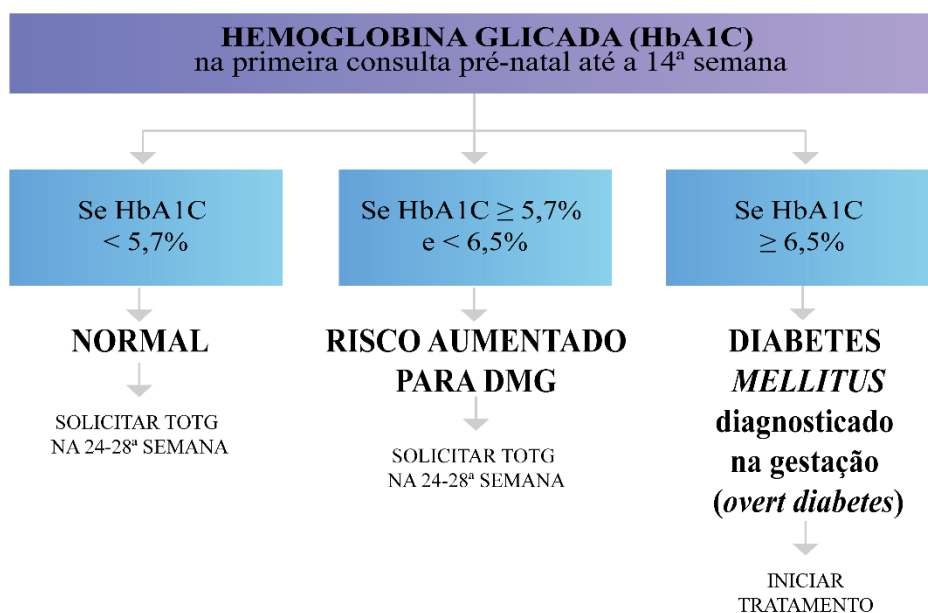 HEMOGLOBINA GLICADA (HbA1C)
na primeira consulta pré-natal até a 14ª semana
Se HbA1C
< 5,7%
Se HbA1C ≥ 5,7%
e < 6,5%
Se HbA1C
≥ 6,5%
NORMAL
RISCO AUMENTADO
PARA DMG
DIABETES
MELLITUS
diagnosticado
na gestação
(overt diabetes)
SOLICITAR TOTG
NA 24-28ª SEMANA
SOLICITAR TOTG
NA 24-28ª SEMANA
INICIAR
TRATAMENTO